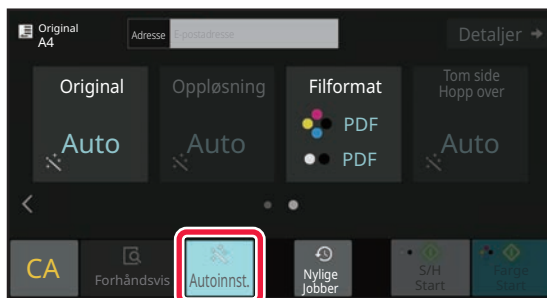 Original
A4
Adresse
E-postadresse
Detaljer
Original
Auto
Oppløsning
Auto
Filformat
PDF
PDF
Tom side
Hopp over
Auto
CA
Forhåndsvis
Autoinnst.
Nylige
Jobber
S/H
Start
Farge
Start